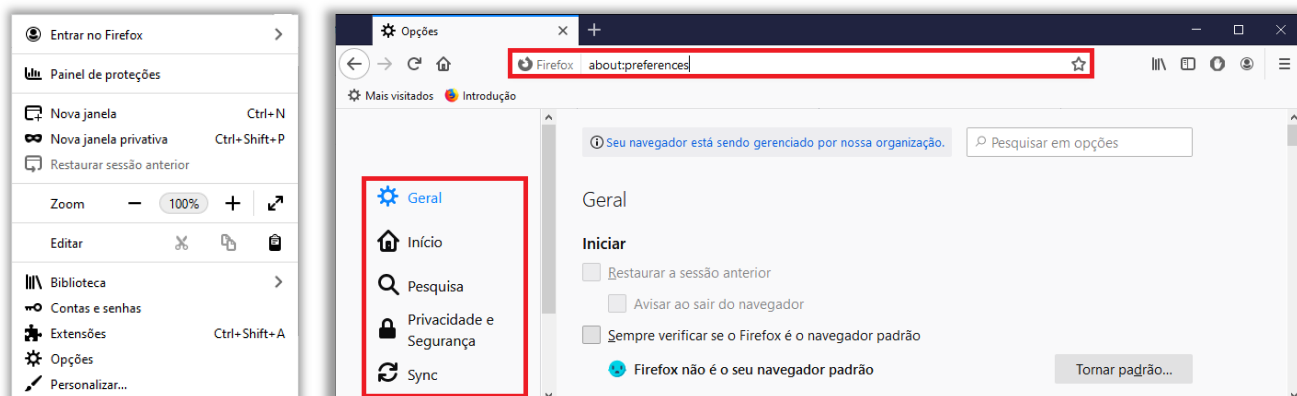 Entrar no Firefox
Painel de proteções
Nova janela Ctrl+N
Nova janela privativa Ctrl+Shift+P
Restaurar sessão anterior
Zoom 100%
Editar
Biblioteca
Contas e senhas
Extensões Ctrl+Shift+A
Opções
Personalizar...
Opções
Firefox about:preferences
Mais visitados Introdução
Seu navegador está sendo gerenciado por nossa organização.
Pesquisar em opções
Geral
Início
Pesquisa
Privacidade e
Segurança
Sync
Geral
Iniciar
Restaurar a sessão anterior
Avisar ao sair do navegador
Sempre verificar se o Firefox é o navegador padrão
Firefox não é o seu navegador padrão
Tornar padrão...